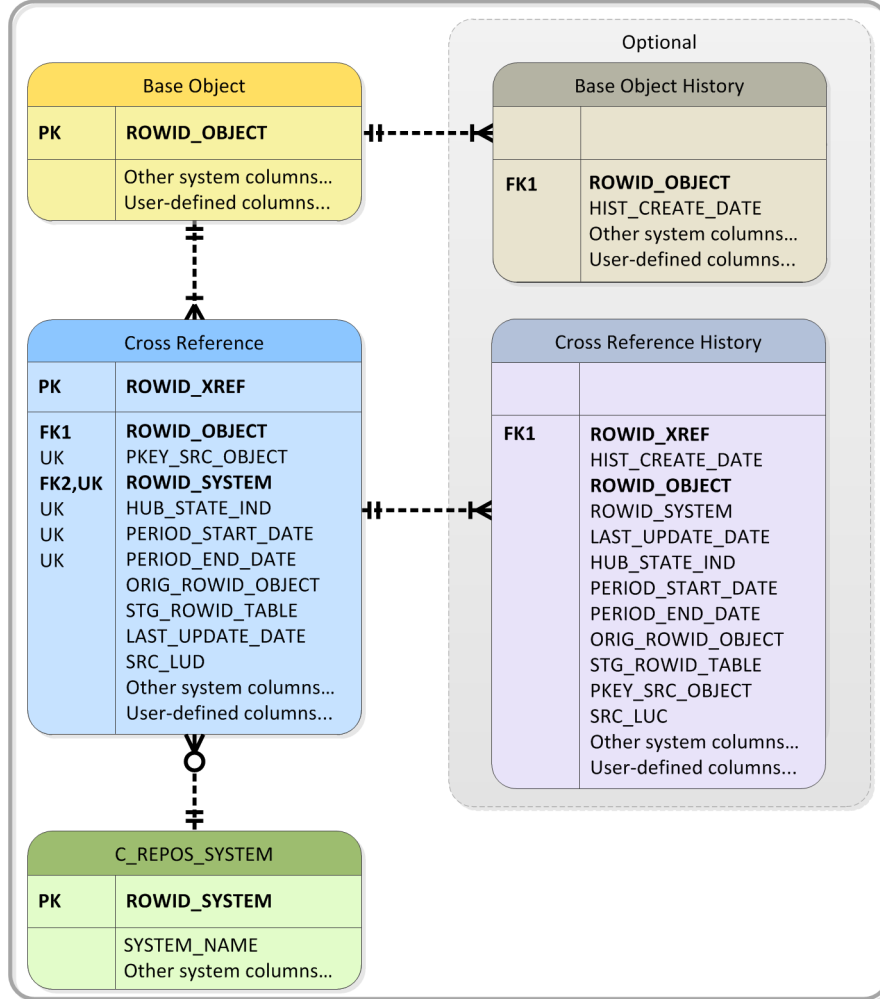 Optional
Base Object
PK ROWID_OBJECT
Other system columns...
User-defined columns...
Base Object History
FK1 ROWID_OBJECT
HIST_CREATE_DATE
Other system columns...
User-defined columns...
Cross Reference
PK ROWID_XREF
FK1 ROWID_OBJECT
UK PKEY_SRC_OBJECT
FK2,UK ROWID_SYSTEM
UK HUB_STATE_IND
UK PERIOD_START_DATE
UK PERIOD_END_DATE
ORIG_ROWID_OBJECT
STG_ROWID_TABLE
LAST_UPDATE_DATE
SRC_LUD
Other system columns...
User-defined columns...
Cross Reference History
FK1 ROWID_XREF
HIST_CREATE_DATE
ROWID_OBJECT
ROWID_SYSTEM
LAST_UPDATE_DATE
HUB_STATE_IND
PERIOD_START_DATE
PERIOD_END_DATE
ORIG_ROWID_OBJECT
STG_ROWID_TABLE
PKEY_SRC_OBJECT
SRC_LUC
Other system columns...
User-defined columns...
C_REPOS_SYSTEM
PK ROWID_SYSTEM
SYSTEM_NAME
Other system columns...